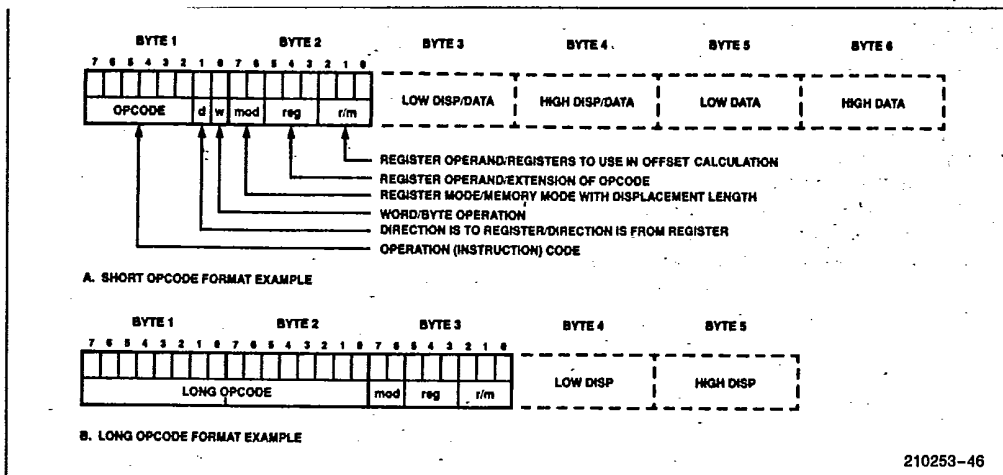 BYTE 1 BYTE 2 BYTE 3 BYTE 4 BYTE 5 BYTE 6
7 6 5 4 3 2 1 0 7 6 5 4 3 2 1 0
OPCODE d w mod reg r/m LOW DISP/DATA HIGH DISP/DATA LOW DATA HIGH DATA
REGISTER OPERAND/REGISTERS TO USE IN OFFSET CALCULATION
REGISTER OPERAND/EXTENSION OF OPCODE
REGISTER MODE/MEMORY MODE WITH DISPLACEMENT LENGTH
WORD/BYTE OPERATION
DIRECTION IS TO REGISTER/DIRECTION IS FROM REGISTER
OPERATION (INSTRUCTION) CODE
A. SHORT OPCODE FORMAT EXAMPLE
BYTE 1 BYTE 2 BYTE 3 BYTE 4 BYTE 5
7 6 5 4 3 2 1 0 7 6 5 4 3 2 1 0 7 6 5 4 3 2 1 0
LONG OPCODE mod reg r/m LOW DISP HIGH DISP
B. LONG OPCODE FORMAT EXAMPLE
210253-46